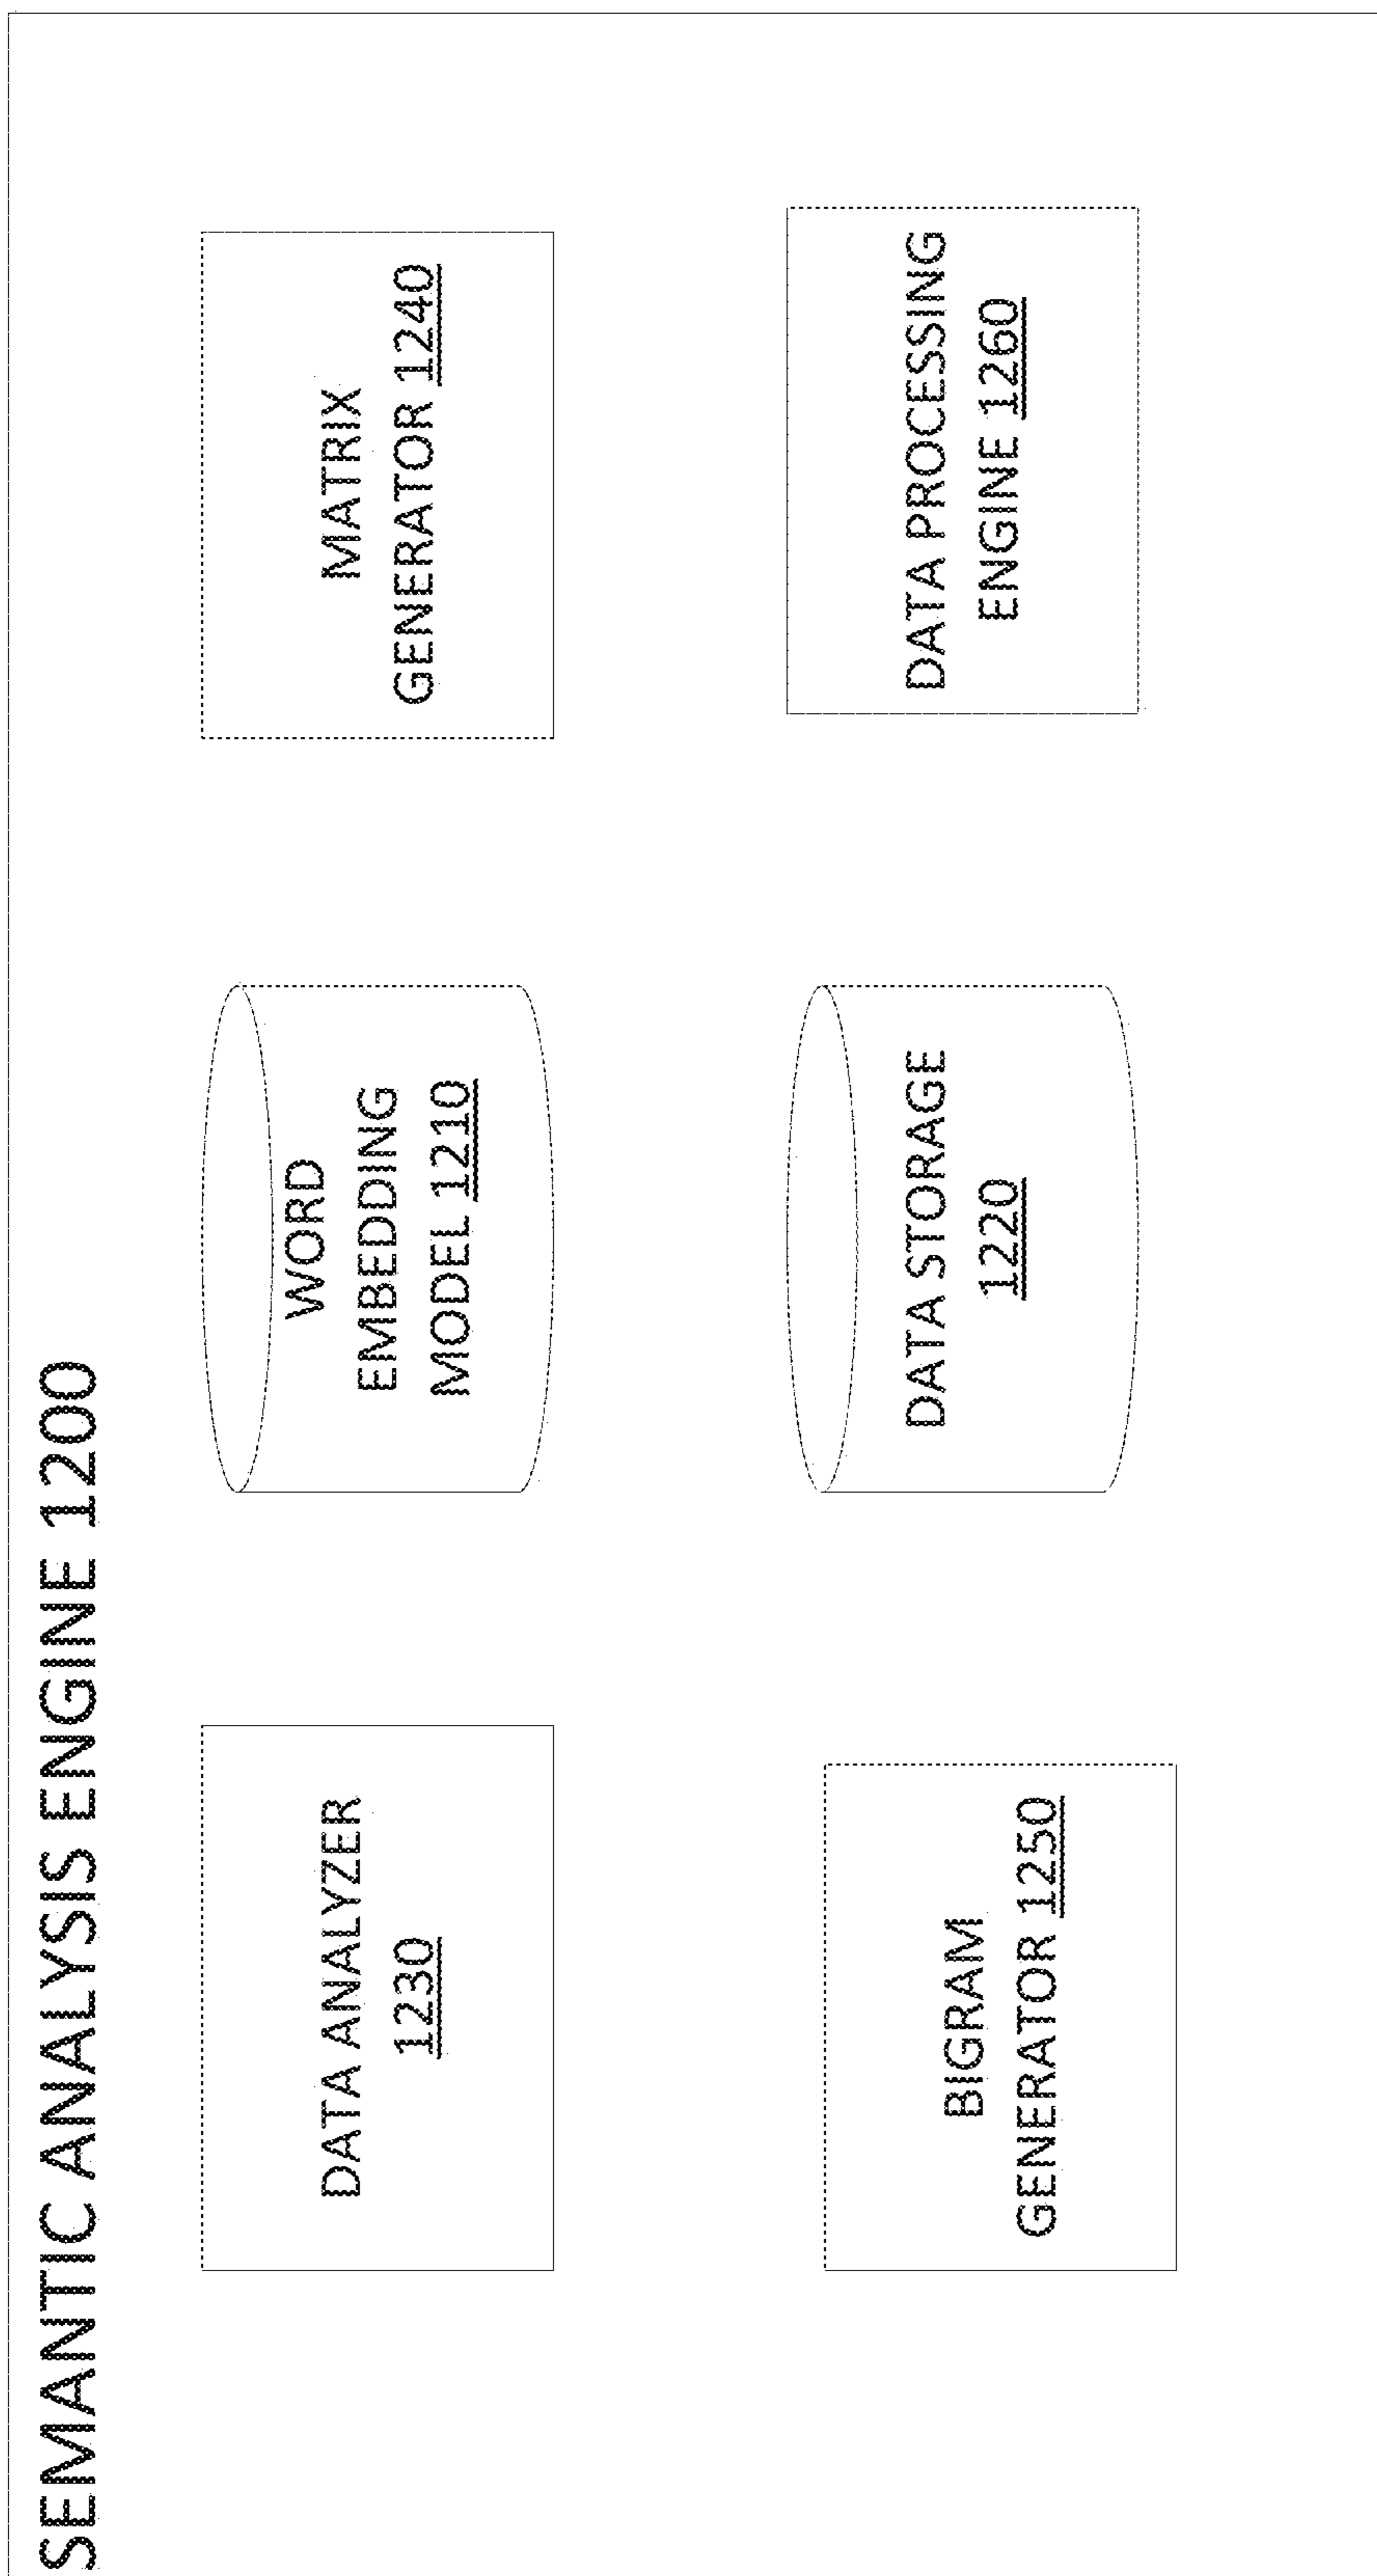 SEMANTIC ANALYSIS ENGINE 1200
DATA ANALYZER
1230
WORD
EMBEDDING
MODEL 1210
MATRIX
GENERATOR 1240
BIGRAM
GENERATOR 1250
DATA STORAGE
1220
DATA PROCESSING
ENGINE 1260